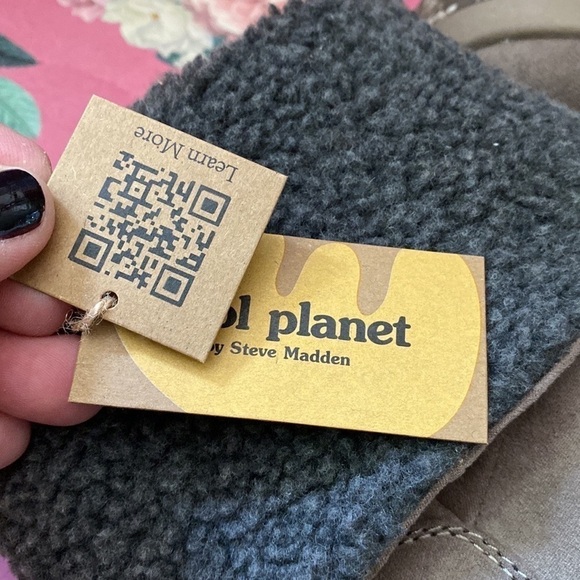 Learn More
ol planet
by Steve Madden